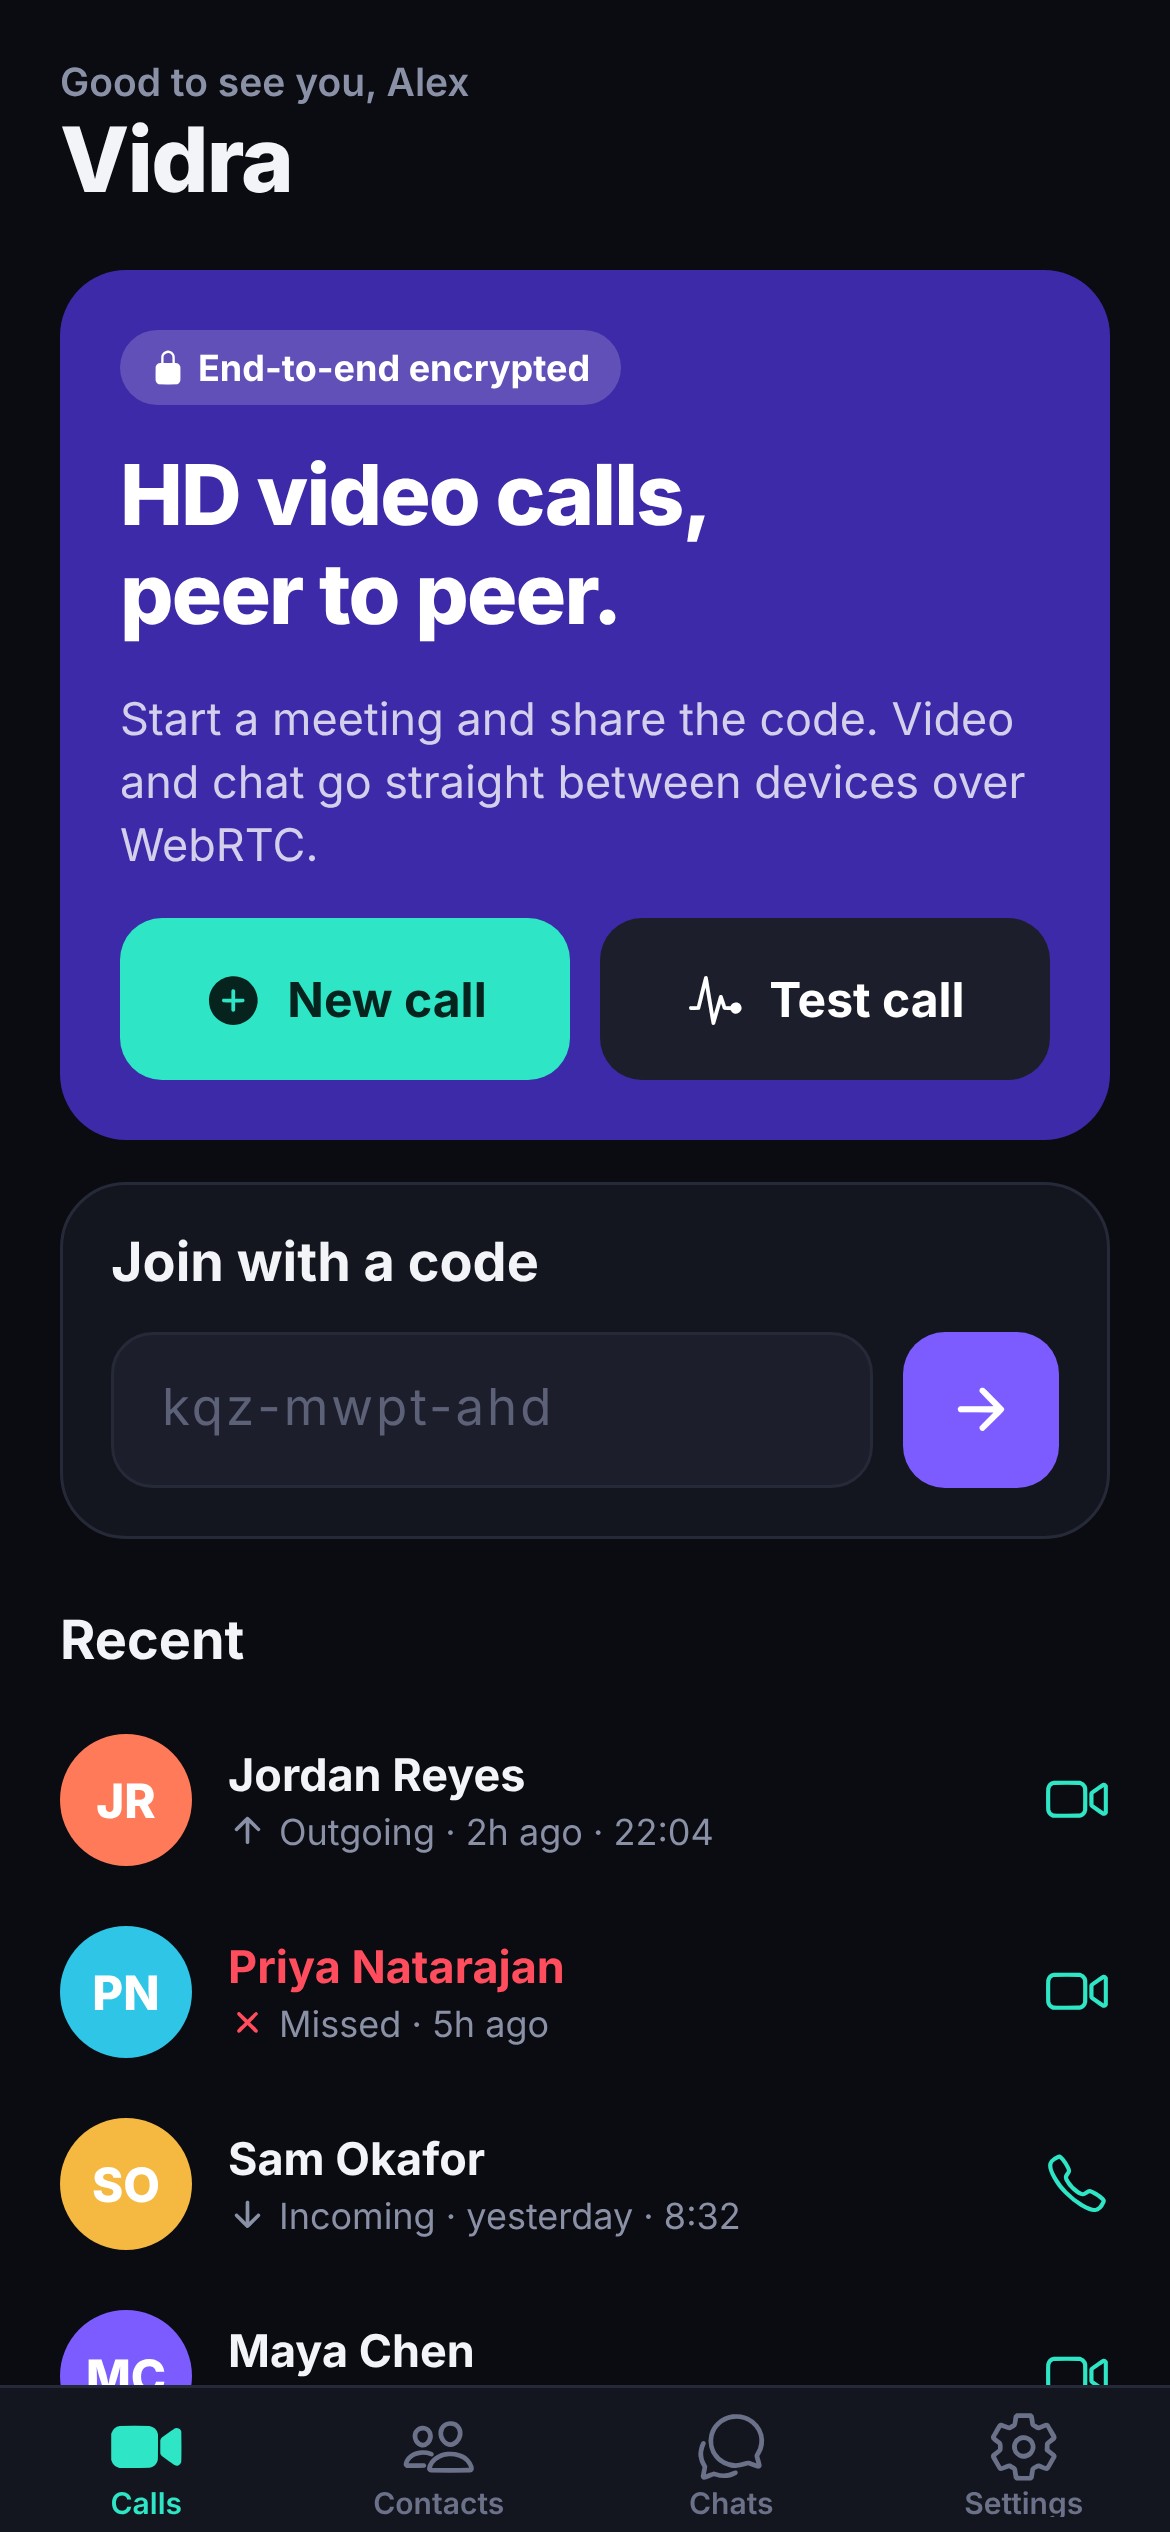 Good to see you, Alex
Vidra
End-to-end encrypted
HD video calls,
peer to peer.
Start a meeting and share the code. Video
and chat go straight between devices over
WebRTC.
New call
Test call
Join with a code
kqz-mwpt-ahd
Recent
JR
Jordan Reyes
Outgoing · 2h ago · 22:04
PN
Priya Natarajan
Missed · 5h ago
SO
Sam Okafor
Incoming · yesterday · 8:32
MC
Maya Chen
Calls
Contacts
Chats
Settings